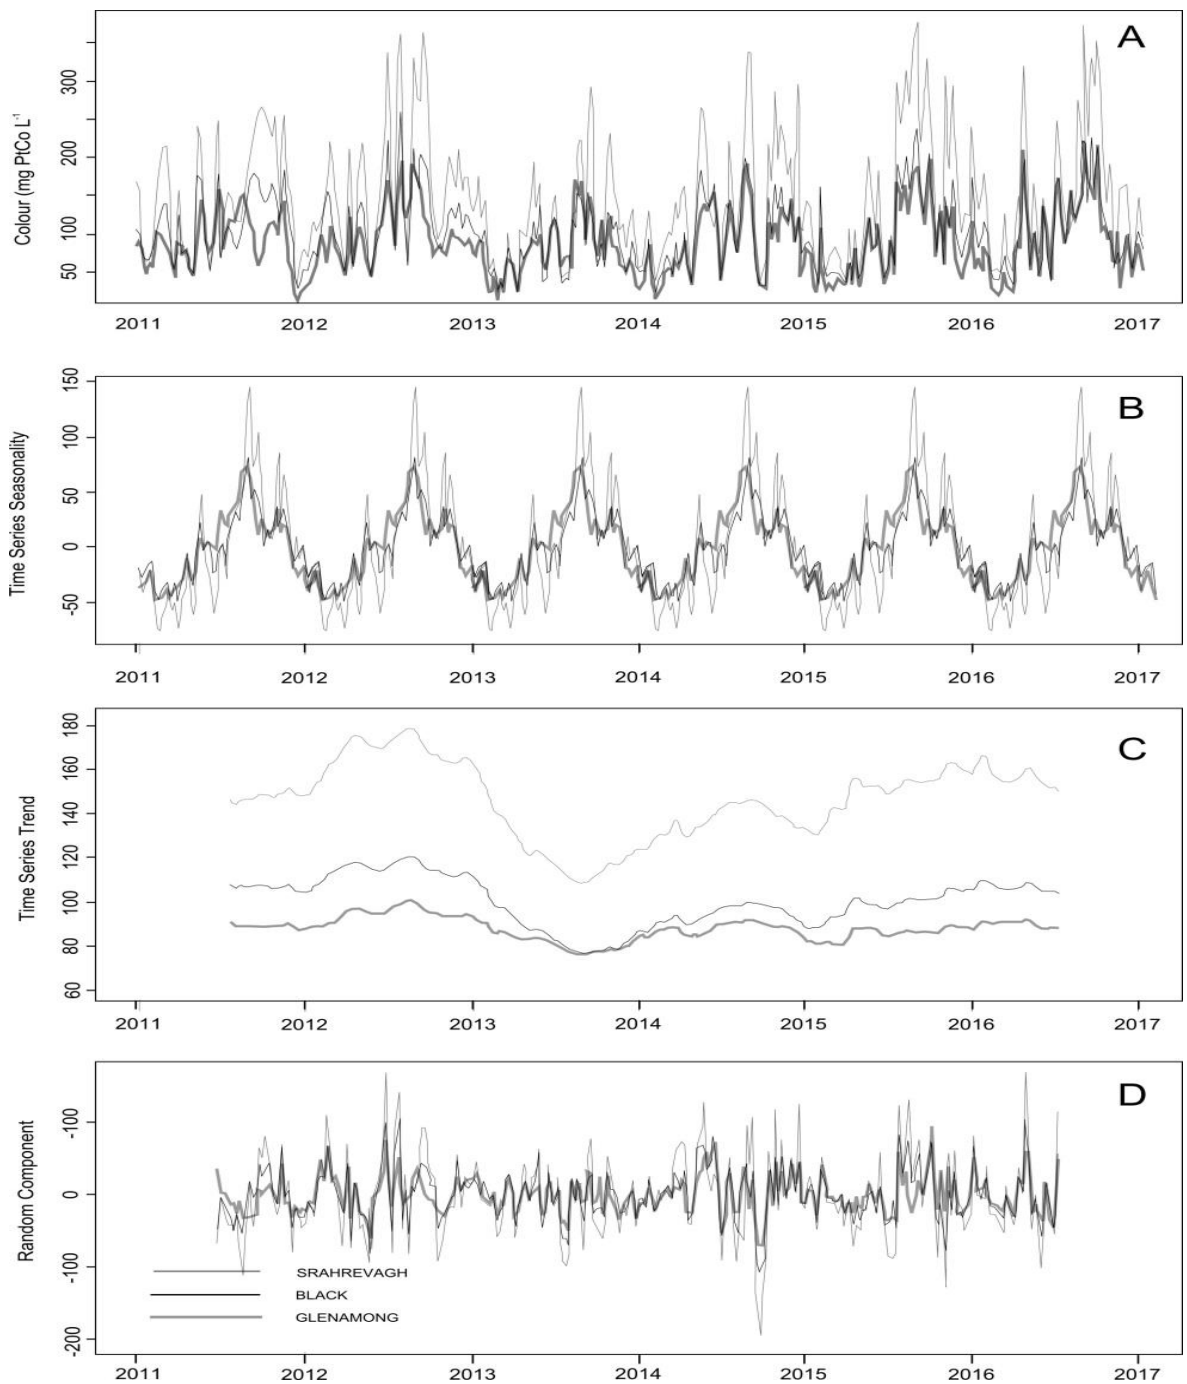 A
Colour (mg PtCo L-1
300
200
100
50
2011 2012 2013 2014 2015 2016 2017
B
Time Series Seasonality
150
100
50
0
-50
2011 2012 2013 2014 2015 2016 2017
C
Time Series Trend
180
160
140
120
100
80
60
2011 2012 2013 2014 2015 2016 2017
D
Random Component
-100
0
-100
-200
SRAHREVAGH
BLACK
GLENAMONG
2011 2012 2013 2014 2015 2016 2017